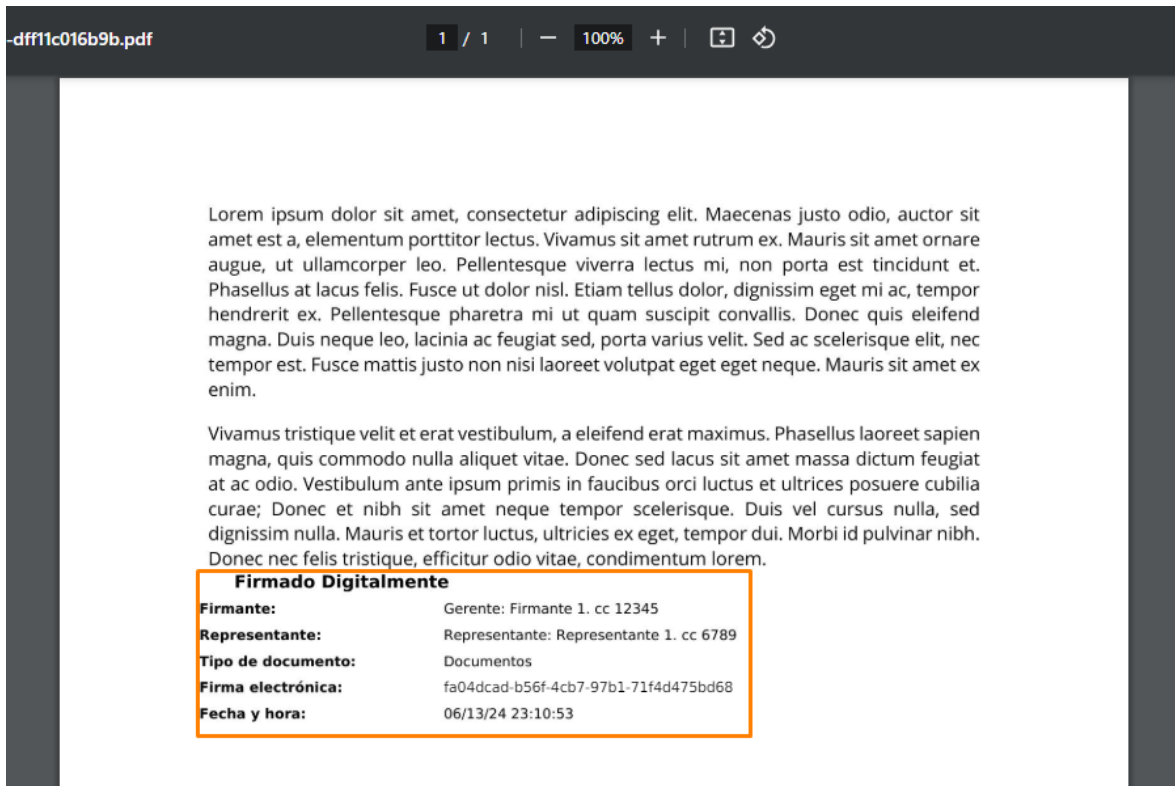 -dff11c016b9b.pdf
1 / 1 | − 100% + |
Lorem ipsum dolor sit amet, consectetur adipiscing elit. Maecenas justo odio, auctor sit
amet est a, elementum porttitor lectus. Vivamus sit amet rutrum ex. Mauris sit amet ornare
augue, ut ullamcorper leo. Pellentesque viverra lectus mi, non porta est tincidunt et.
Phasellus at lacus felis. Fusce ut dolor nisl. Etiam tellus dolor, dignissim eget mi ac, tempor
hendrerit ex. Pellentesque pharetra mi ut quam suscipit convallis. Donec quis eleifend
magna. Duis neque leo, lacinia ac feugiat sed, porta varius velit. Sed ac scelerisque elit, nec
tempor est. Fusce mattis justo non nisi laoreet volutpat eget eget neque. Mauris sit amet ex
enim.
Vivamus tristique velit et erat vestibulum, a eleifend erat maximus. Phasellus laoreet sapien
magna, quis commodo nulla aliquet vitae. Donec sed lacus sit amet massa dictum feugiat
at ac odio. Vestibulum ante ipsum primis in faucibus orci luctus et ultrices posuere cubilia
curae; Donec et nibh sit amet neque tempor scelerisque. Duis vel cursus nulla, sed
dignissim nulla. Mauris et tortor luctus, ultricies ex eget, tempor dui. Morbi id pulvinar nibh.
Donec nec felis tristique, efficitur odio vitae, condimentum lorem.
Firmado Digitalmente
Firmante: Gerente: Firmante 1. cc 12345
Representante: Representante: Representante 1. cc 6789
Tipo de documento: Documentos
Firma electrónica: fa04dcad-b56f-4cb7-97b1-71f4d475bd68
Fecha y hora: 06/13/24 23:10:53